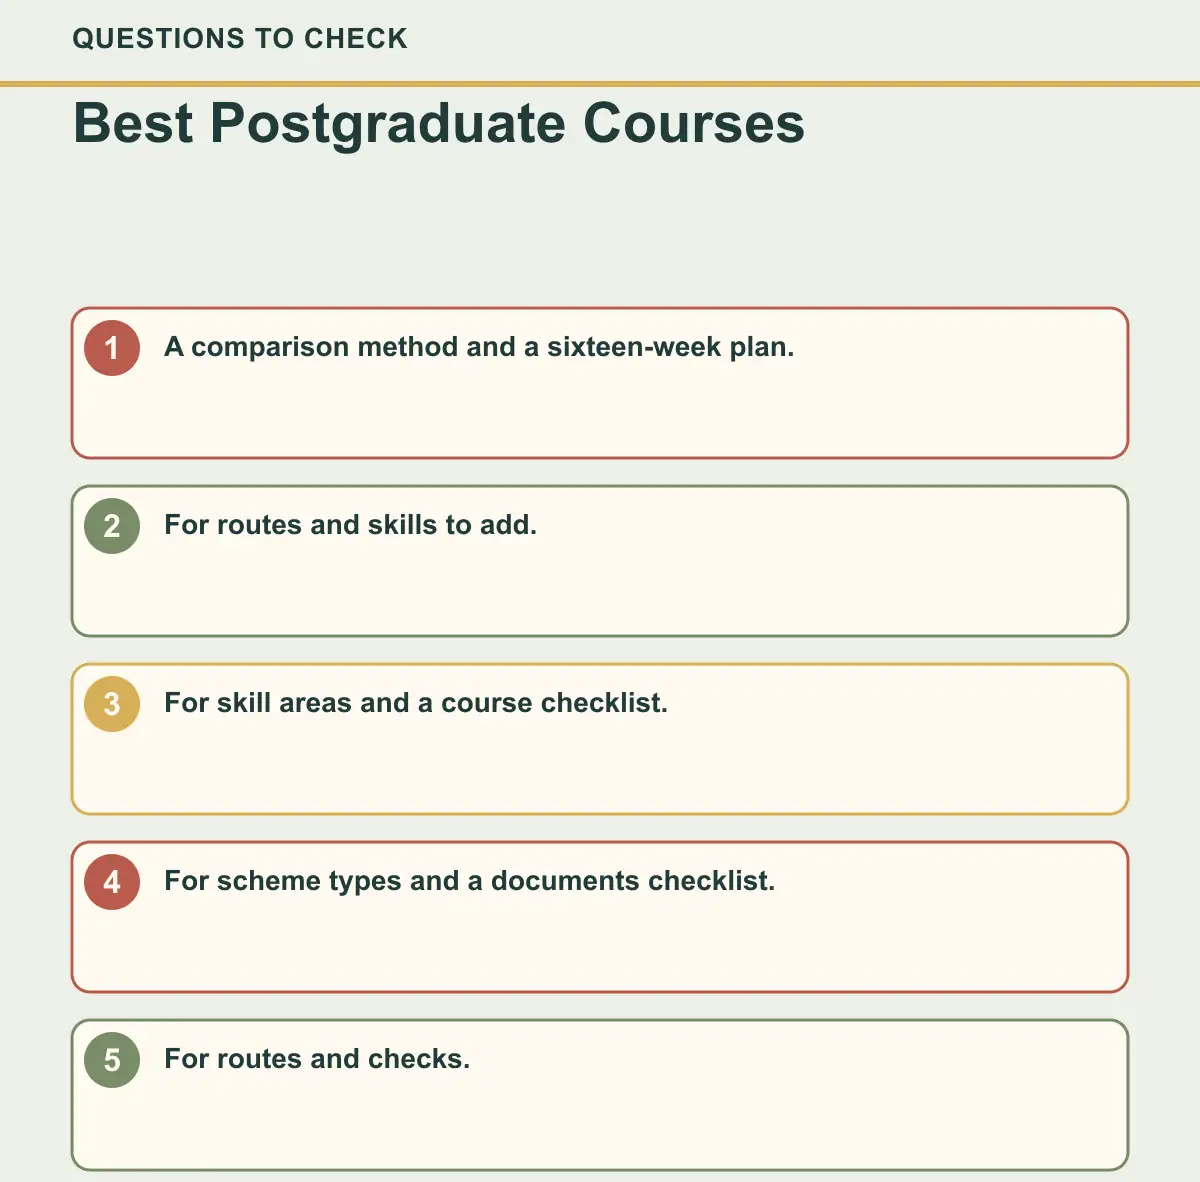 QUESTIONS TO CHECK
Best Postgraduate Courses
1 A comparison method and a sixteen-week plan.
2 For routes and skills to add.
3 For skill areas and a course checklist.
4 For scheme types and a documents checklist.
5 For routes and checks.